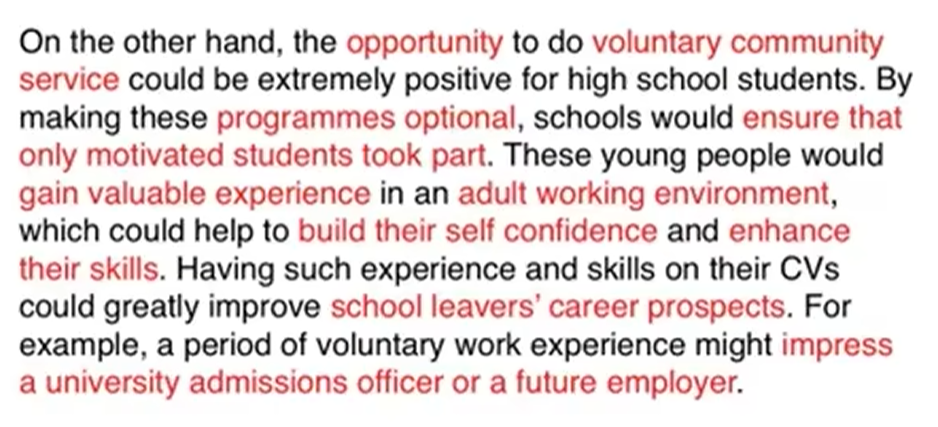 On the other hand, the opportunity to do voluntary community
service could be extremely positive for high school students. By
making these programmes optional, schools would ensure that
only motivated students took part. These young people would
gain valuable experience in an adult working environment,
which could help to build their self confidence and enhance
their skills. Having such experience and skills on their CVs
could greatly improve school leavers’ career prospects. For
example, a period of voluntary work experience might impress
a university admissions officer or a future employer.